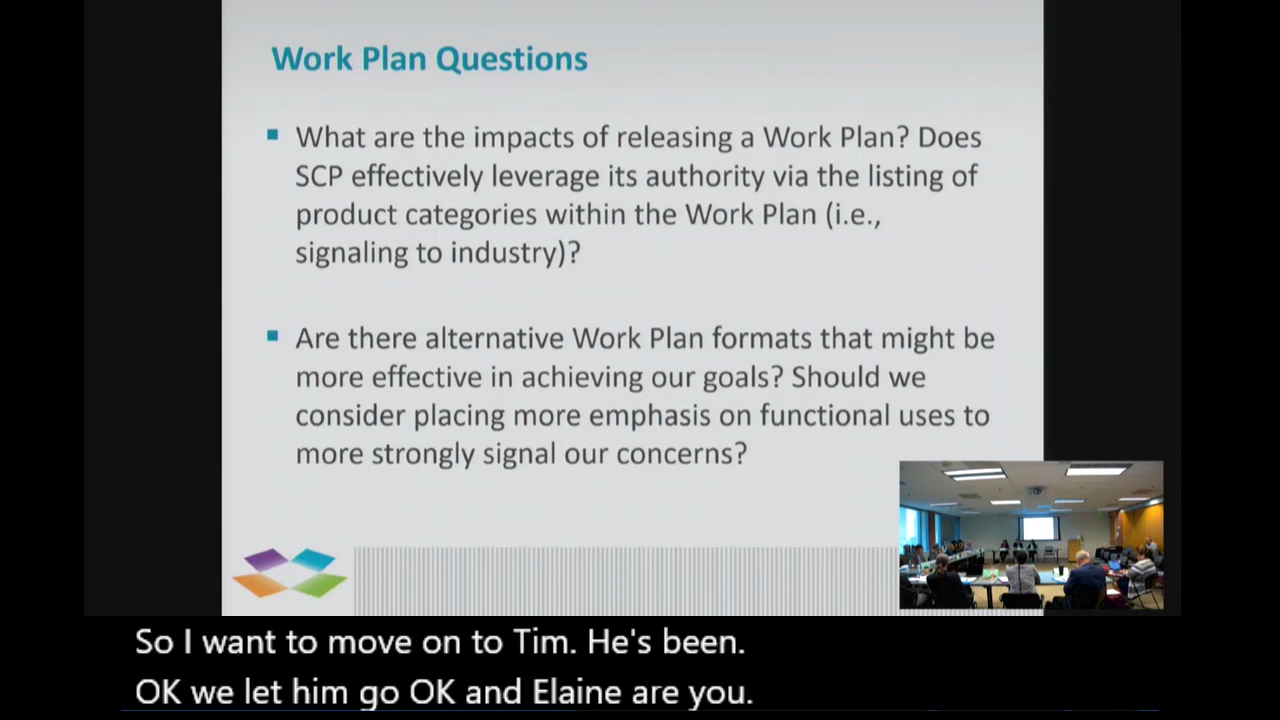 Work Plan Questions
What are the impacts of releasing a Work Plan? Does
SCP effectively leverage its authority via the listing of
product categories within the Work Plan (i.e.,
signaling to industry)?
Are there alternative Work Plan formats that might be
more effective in achieving our goals? Should we
consider placing more emphasis on functional uses to
more strongly signal our concerns?
So I want to move on to Tim. He's been.
OK we let him go OK and Elaine are you.